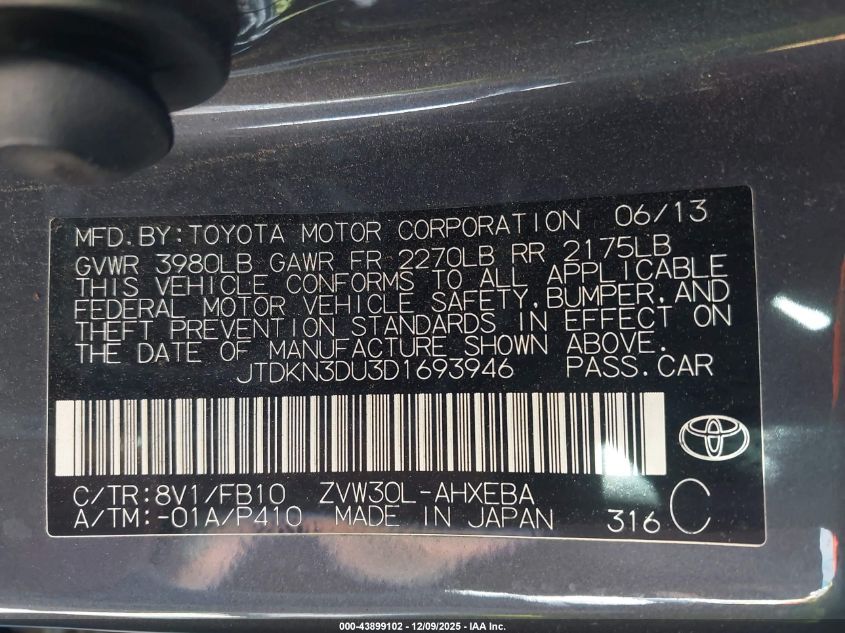 MFD.BY:TOYOTA MOTOR CORPORATION 06/13
GVWR 3980LB GAWR FR 2270LB RR 2175LB
THIS VEHICLE CONFORMS TO ALL APPLICABLE
FEDERAL MOTOR VEHICLE SAFETY,BUMPER,AND
THEFT PREVENTION STANDARDS IN EFFECT ON
THE DATE OF MANUFACTURE SHOWN ABOVE.
JTDKN3DU3D1693946 PASS.CAR
C/TR:8V1/FB10 ZVW30L-AHXEBA
A/TM:-01A/P410 MADE IN JAPAN 316 C
000-43899102 - 12/09/2025 - IAA Inc.